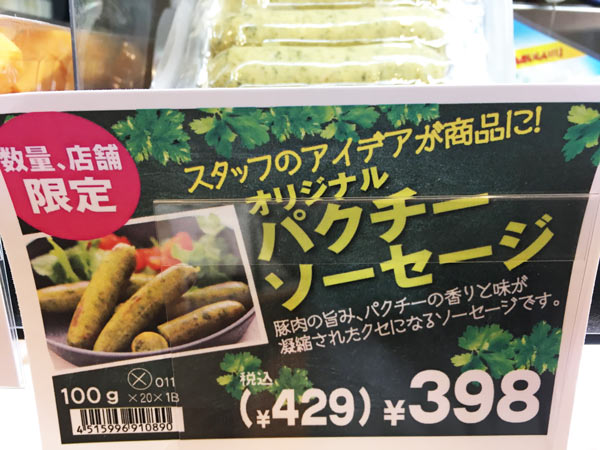 数量、店舗
限定
スタッフのアイデアが商品に!
オリジナル
パクチー
ソーセージ
豚肉の旨み、パクチーの香りと味が
凝縮されたクセになるソーセージです。
100g
011
×20×1B
4515996910890
税込
(¥429) ¥398